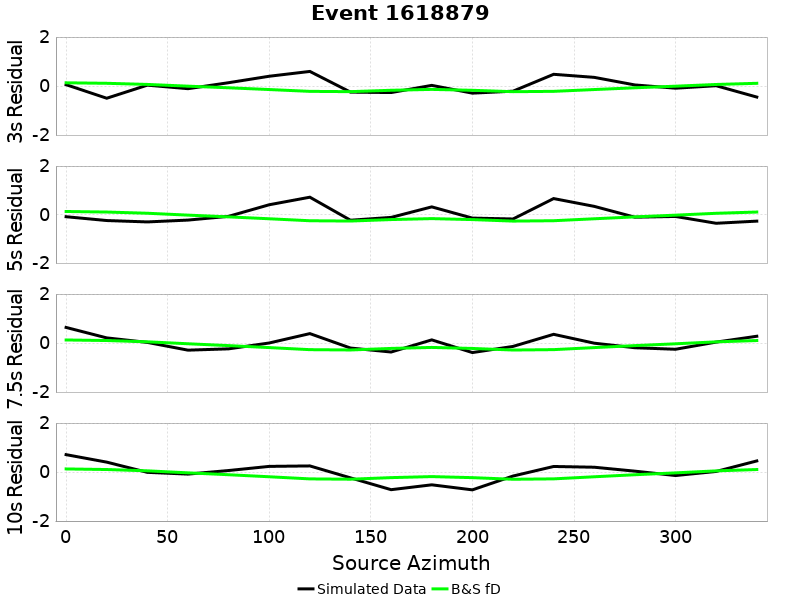 Event 1618879
3s Residual
2
0
-2
5s Residual
2
0
-2
7.5s Residual
2
0
-2
10s Residual
2
0
-2
0 50 100 150 200 250 300
Source Azimuth
Simulated Data B&S fD